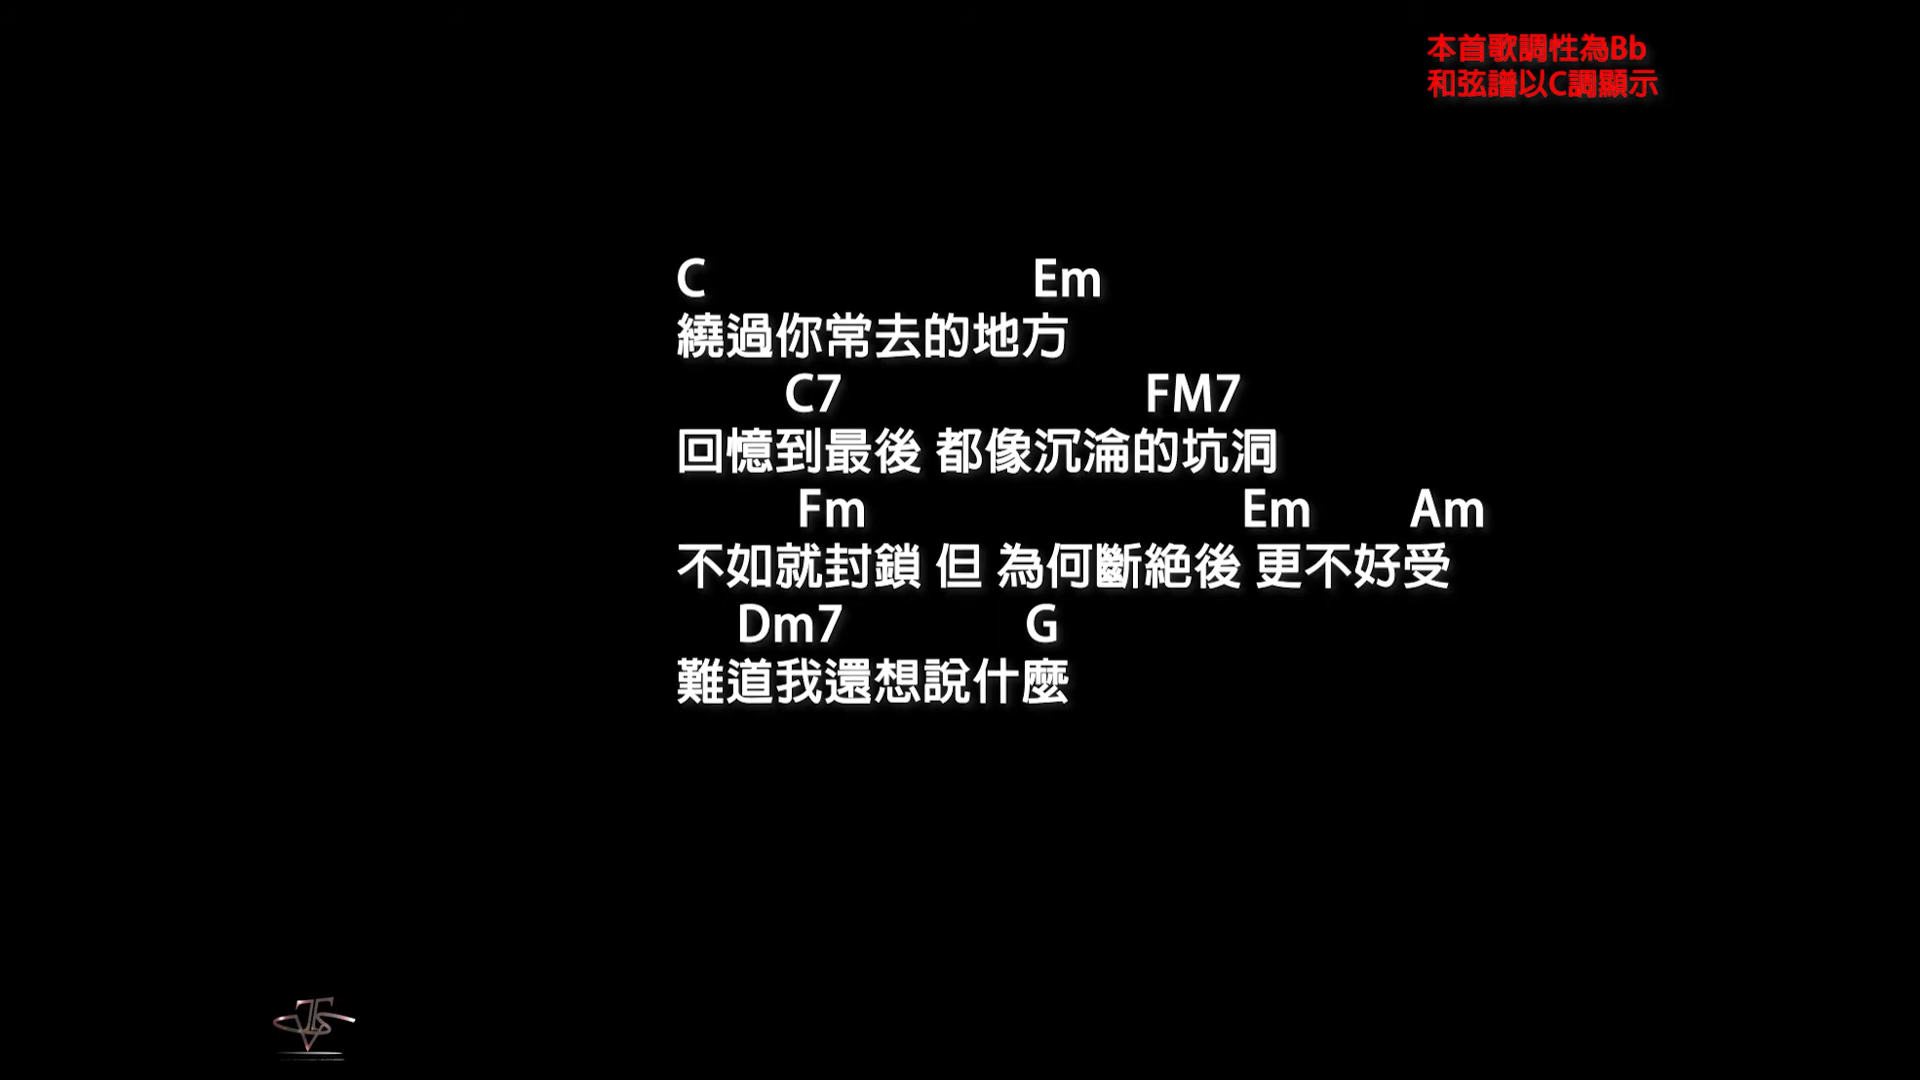 本首歌調性為Bb
和弦譜以C調顯示
C Em
繞過你常去的地方
C7 FM7
回憶到最後 都像沉淪的坑洞
Fm Em Am
不如就封鎖 但 為何斷絕後 更不好受
Dm7 G
難道我還想說什麼